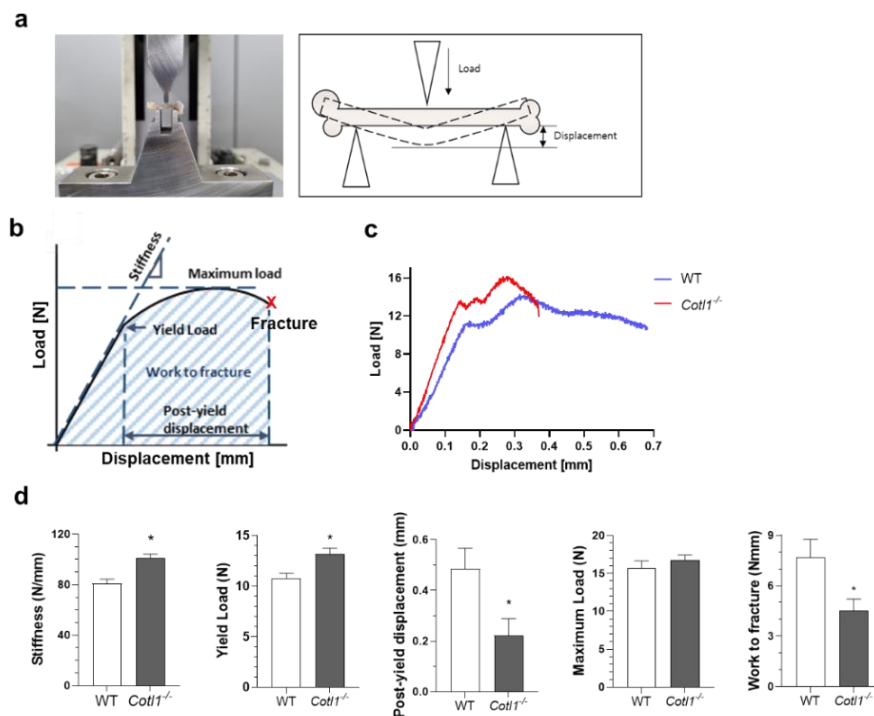 a
Load
Displacement
b
Stiffness
Maximum load
Yield Load
Fracture
X
Work to fracture
Post-yield
displacement
Load [N]
Displacement [mm]
c
WT
Cotl1-/-
16
12
8
4
0
Load [N]
0.0 0.1 0.2 0.3 0.4 0.5 0.6 0.7
Displacement [mm]
d
Stiffness (N/mm)
120
80
40
0
*
WT Cotl1-/-
Yield Load (N)
15
10
5
0
*
WT Cotl1-/-
Post-yield displacement (mm)
0.6
0.4
0.2
0.0
*
WT Cotl1-/-
Maximum Load (N)
20
15
10
5
0
WT Cotl1-/-
Work to fracture (Nmm)
9
6
3
0
*
WT Cotl1-/-